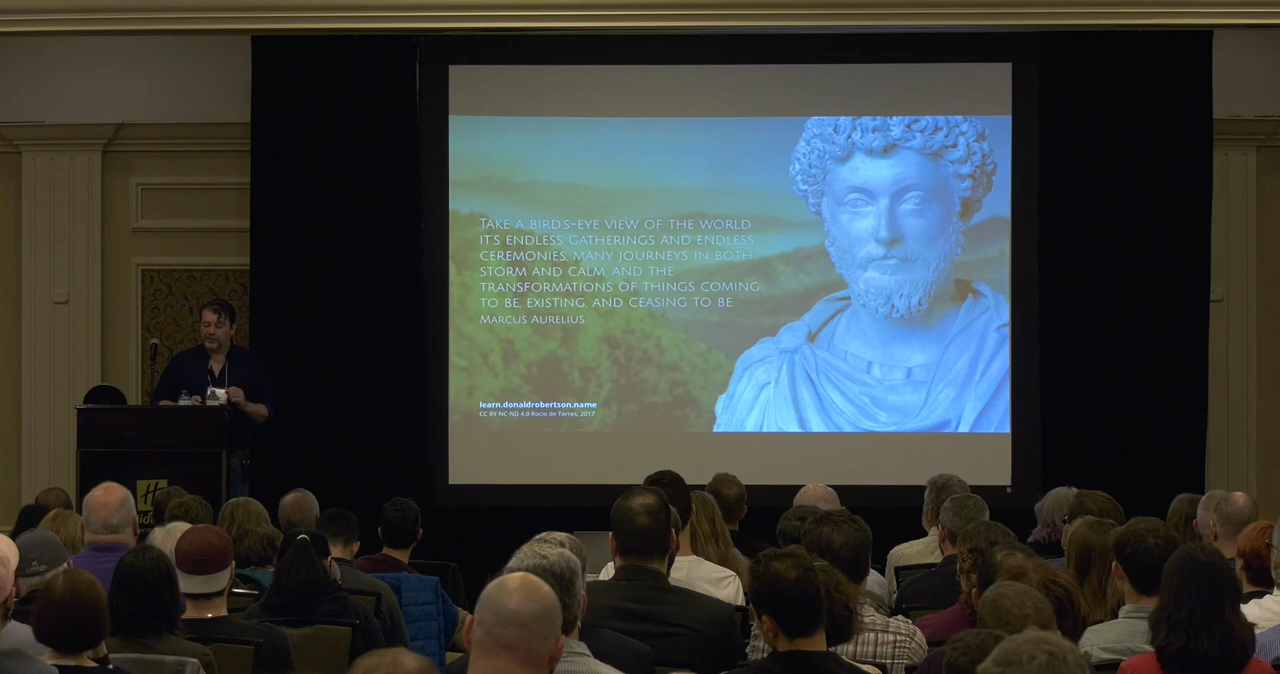 TAKE A BIRD'S-EYE VIEW OF THE WORLD:
IT'S ENDLESS GATHERINGS AND ENDLESS
CEREMONIES, MANY JOURNEYS IN BOTH
STORM AND CALM, AND THE
TRANSFORMATIONS OF THINGS COMING
TO BE, EXISTING, AND CEASING TO BE.
MARCUS AURELIUS
learn.donaldrobertson.name
CC BY-NC-ND 4.0 Rocio de Torres, 2017
H